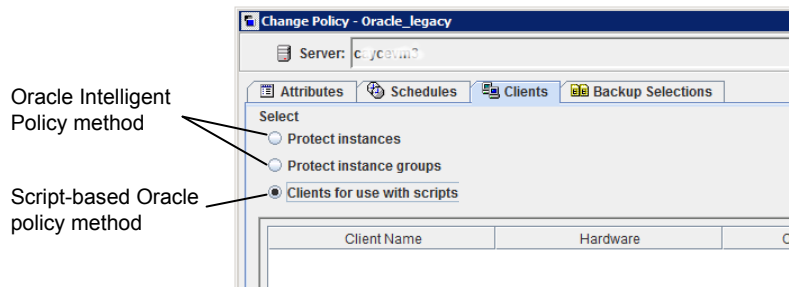 Change Policy - Oracle_legacy
Server:
Attributes Schedules Clients Backup Selections
Oracle Intelligent
Policy method
Select
Protect instances
Protect instance groups
Clients for use with scripts
Script-based Oracle
policy method
Client Name Hardware